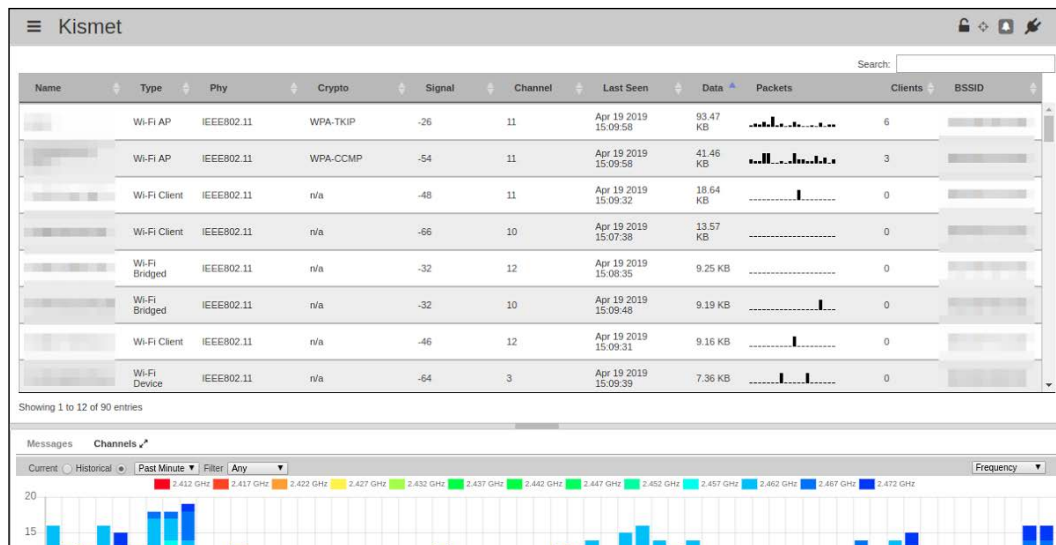 Kismet
Search:
Name Type Phy Crypto Signal Channel Last Seen Data Packets Clients BSSID
Wi-Fi AP IEEE802.11 WPA-TKIP -26 11 Apr 19 2019 15:09:58 93.47 KB 6
Wi-Fi AP IEEE802.11 WPA-CCMP -54 11 Apr 19 2019 15:09:58 41.46 KB 3
Wi-Fi Client IEEE802.11 n/a -48 11 Apr 19 2019 15:09:32 18.64 KB 0
Wi-Fi Client IEEE802.11 n/a -66 10 Apr 19 2019 15:07:38 13.57 KB 0
Wi-Fi Bridged IEEE802.11 n/a -32 12 Apr 19 2019 15:08:35 9.25 KB 0
Wi-Fi Bridged IEEE802.11 n/a -32 10 Apr 19 2019 15:09:48 9.19 KB 0
Wi-Fi Client IEEE802.11 n/a -46 12 Apr 19 2019 15:09:31 9.16 KB 0
Wi-Fi Device IEEE802.11 n/a -64 3 Apr 19 2019 15:09:39 7.36 KB 0
Showing 1 to 12 of 90 entries
Messages Channels
Current Historical Past Minute Filter Any Frequency
2.412 GHz 2.417 GHz 2.422 GHz 2.427 GHz 2.432 GHz 2.437 GHz 2.442 GHz 2.447 GHz 2.452 GHz 2.457 GHz 2.462 GHz 2.467 GHz 2.472 GHz
20
15